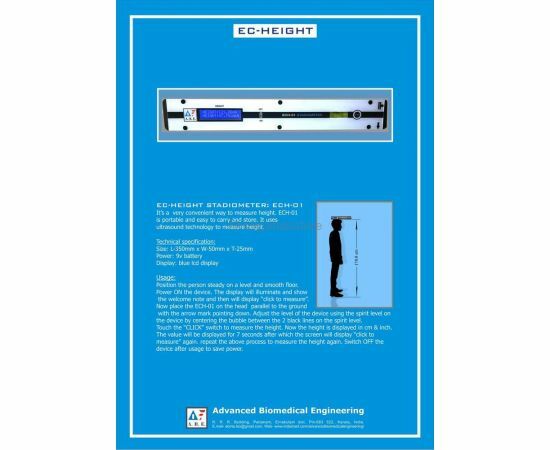 EC-HEIGHT
A.B.E.
EC-HEIGHT STADIOMETER: ECH-01
It's a very convenient way to measure height. ECH-01
is portable and easy to carry and store. It uses
ultrasound technology to measure height.
Technical specification:
Size: L-350mm x W-50mm x T-25mm
Power: 9v battery
Display: blue lcd display
Usage:
Position the person steady on a level and smooth floor.
Power ON the device. The display will illuminate and show
the welcome note and then will display "click to measure".
Now place the ECH-01 on the head parallel to the ground
with the arrow mark pointing down. Adjust the level of the device using the spirit level on
the device by centering the bubble between the 2 black lines on the spirit level.
Touch the "CLICK" switch to measure the height. Now the height is displayed in cm & inch.
The value will be displayed for 7 seconds after which the screen will display "click to
measure" again. repeat the above process to measure the height again. Switch OFF the
device after usage to save power.
A.B.E.
Advanced Biomedical Engineering